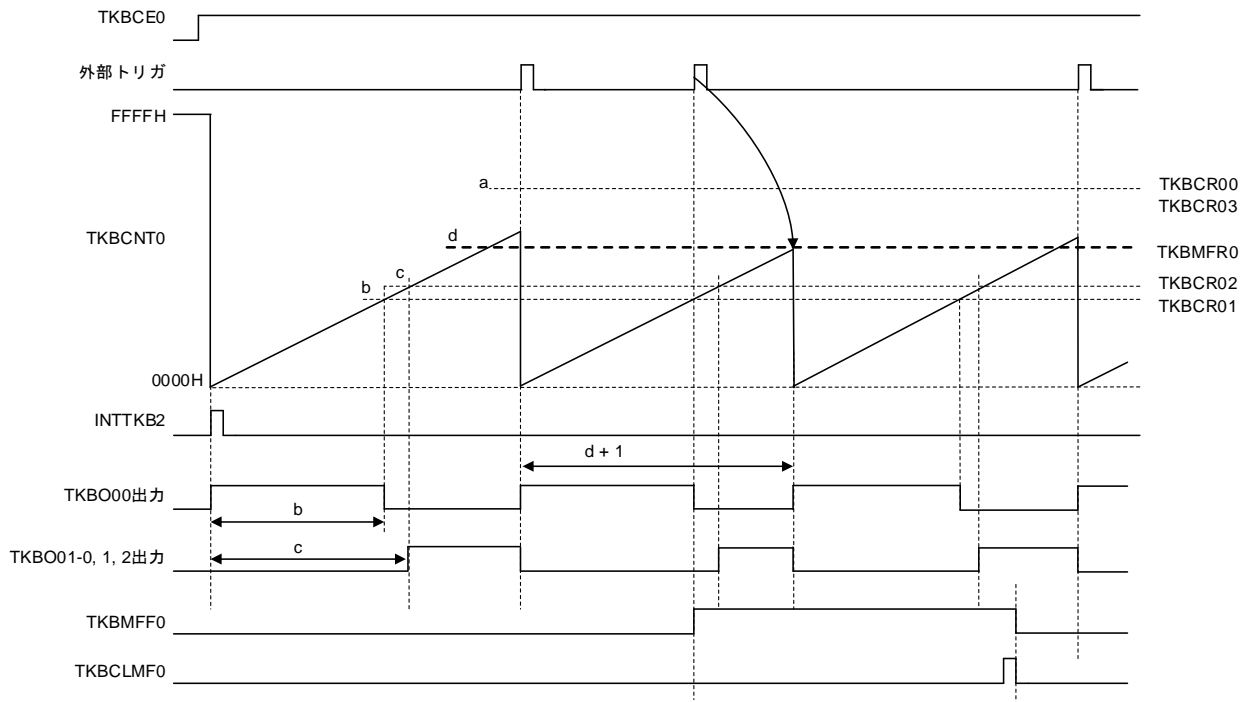 TKBCE0
外部トリガ
FFFFH
a
TKBCR00
TKBCR03
TKBCNT0
d
TKBMFR0
c
TKBCR02
b
TKBCR01
0000H
INTTKB2
d + 1
TKBO00出力
b
TKBO01-0, 1, 2出力
c
TKBMFF0
TKBCLMF0